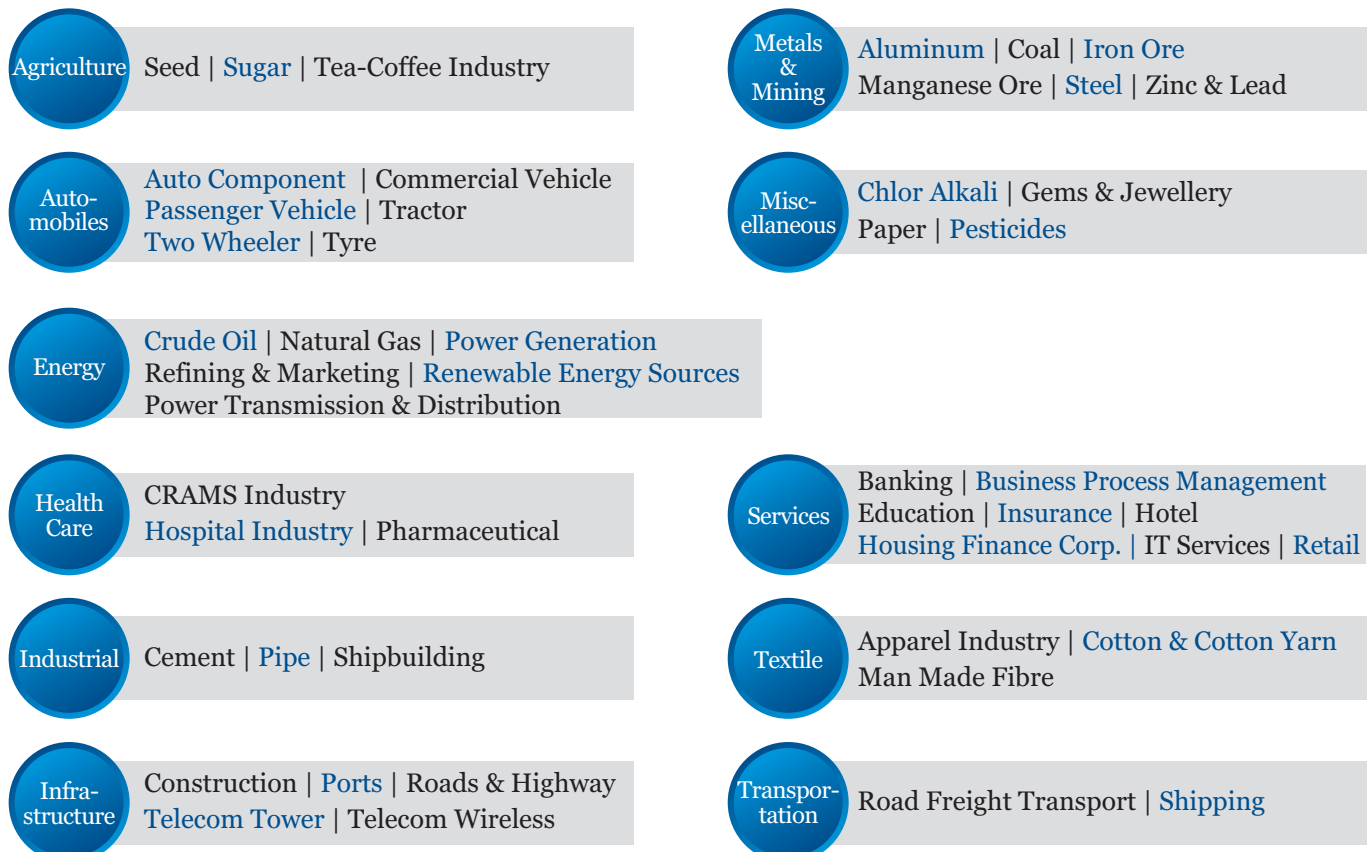 Agriculture
Seed | Sugar | Tea-Coffee Industry
Auto-
mobiles
Auto Component | Commercial Vehicle
Passenger Vehicle | Tractor
Two Wheeler | Tyre
Energy
Crude Oil | Natural Gas | Power Generation
Refining & Marketing | Renewable Energy Sources
Power Transmission & Distribution
Health
Care
CRAMS Industry
Hospital Industry | Pharmaceutical
Industrial
Cement | Pipe | Shipbuilding
Infra-
structure
Construction | Ports | Roads & Highway
Telecom Tower | Telecom Wireless
Metals
&
Mining
Aluminum | Coal | Iron Ore
Manganese Ore | Steel | Zinc & Lead
Misc-
ellaneous
Chlor Alkali | Gems & Jewellery
Paper | Pesticides
Services
Banking | Business Process Management
Education | Insurance | Hotel
Housing Finance Corp. | IT Services | Retail
Textile
Apparel Industry | Cotton & Cotton Yarn
Man Made Fibre
Transpor-
tation
Road Freight Transport | Shipping